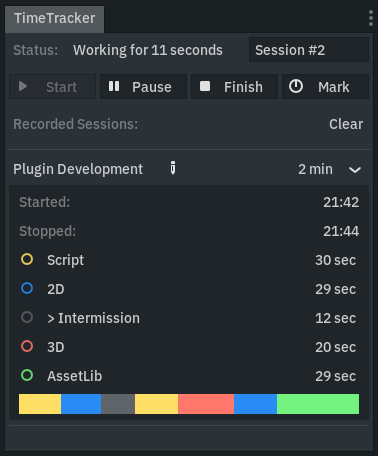 TimeTracker
Status: Working for 11 seconds Session #2
Start Pause Finish Mark
Recorded Sessions: Clear
Plugin Development 2 min
Started: 21:42
Stopped: 21:44
Script 30 sec
2D 29 sec
> Intermission 12 sec
3D 20 sec
AssetLib 29 sec